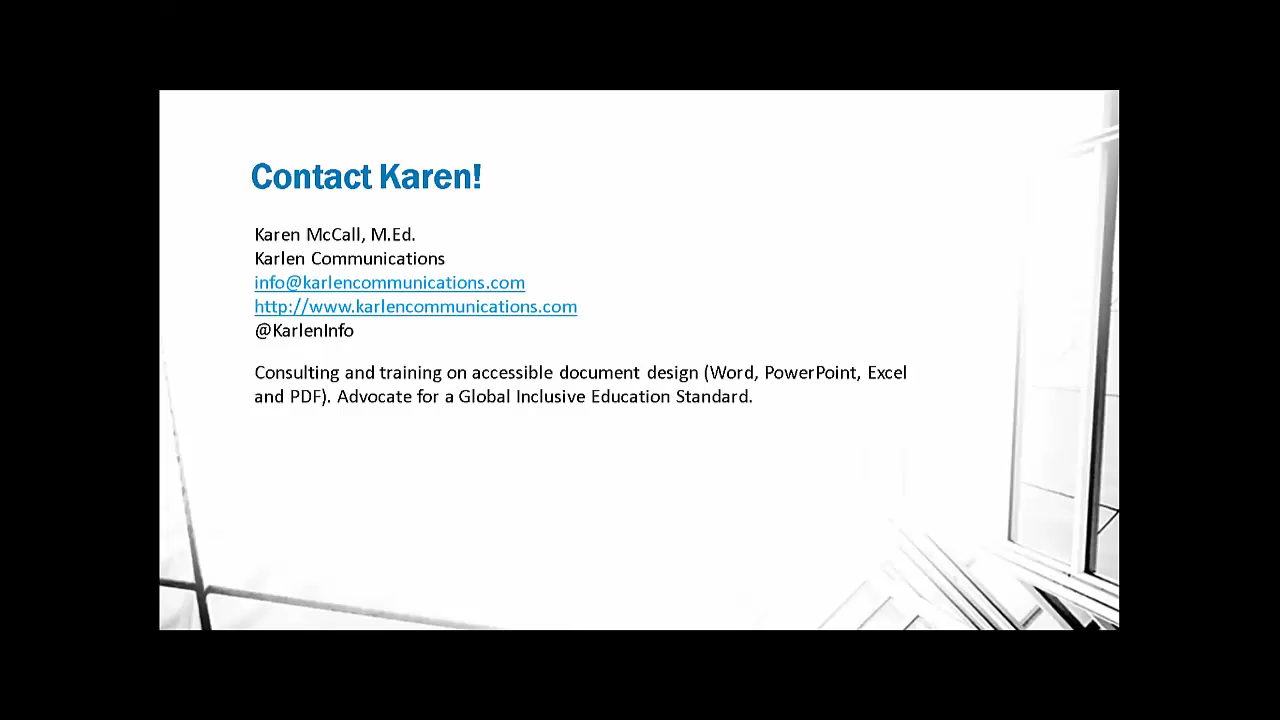 Contact Karen!
Karen McCall, M.Ed.
Karlen Communications
info@karlencommunications.com
http://www.karlencommunications.com
@KarlenInfo
Consulting and training on accessible document design (Word, PowerPoint, Excel
and PDF). Advocate for a Global Inclusive Education Standard.